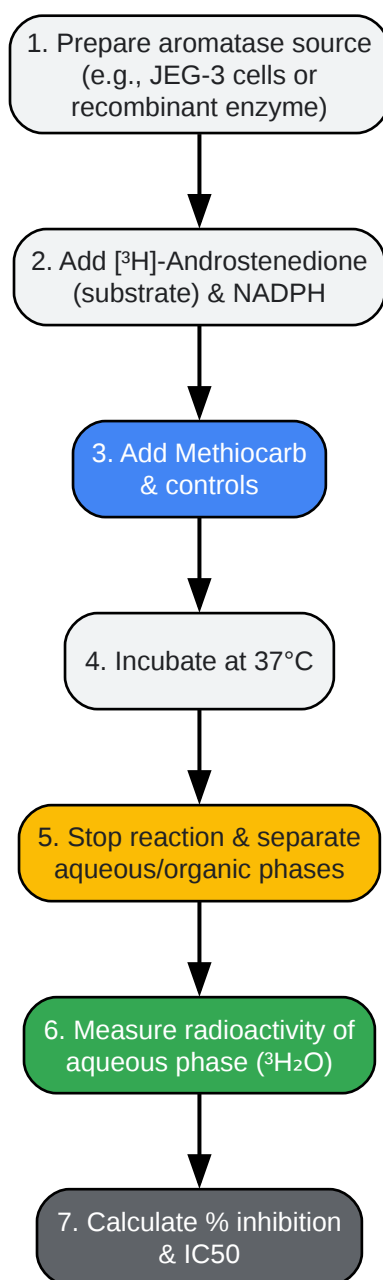 1. Prepare aromatase source
(e.g., JEG-3 cells or
recombinant enzyme)
2. Add [³H]-Androstenedione
(substrate) & NADPH
3. Add Methiocarb
& controls
4. Incubate at 37°C
5. Stop reaction & separate
aqueous/organic phases
6. Measure radioactivity of
aqueous phase (³H₂O)
7. Calculate % inhibition
& IC50